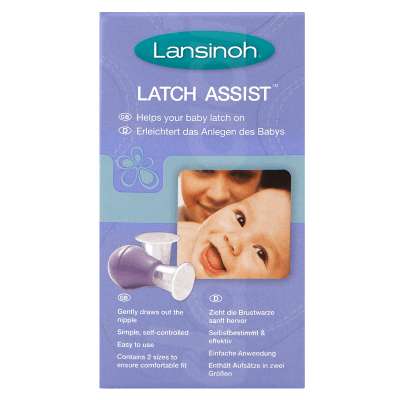 Lansinoh®
LATCH ASSIST™
GB Helps your baby latch on
D Erleichtert das Anlegen des Babys
GB
Gently draws out the
nipple
Simple, self-controlled
Easy to use
Contains 2 sizes to
ensure comfortable fit
D
Zieht die Brustwarze
sanft hervor
Selbstbestimmt &
effektiv
Einfache Anwendung
Enthält Aufsätze in zwei
Größen